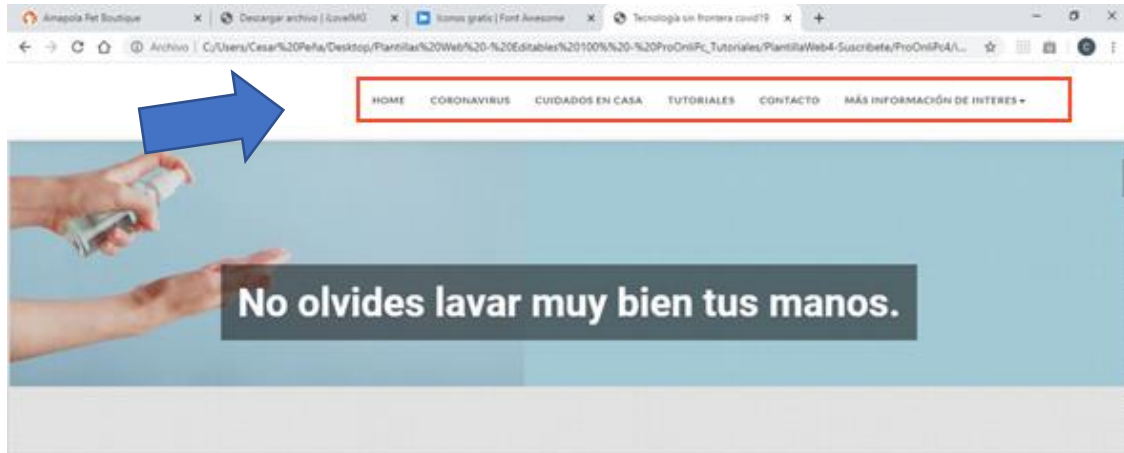 Amapola Pet Boutique
Descargar archivo | iLoveIMG
Iconos gratis | Font Awesome
Tecnología sin frontera covid19
Archivo | C:/Users/Cesar%20Peña/Desktop/Plantillas%20Web%20-%20Editables%20100%%20-%20ProOnliPc_Tutoriales/PlantillaWeb4-Suscribete/ProOnliPc4/i...
HOME CORONAVIRUS CUIDADOS EN CASA TUTORIALES CONTACTO MÁS INFORMACIÓN DE INTERES
No olvides lavar muy bien tus manos.